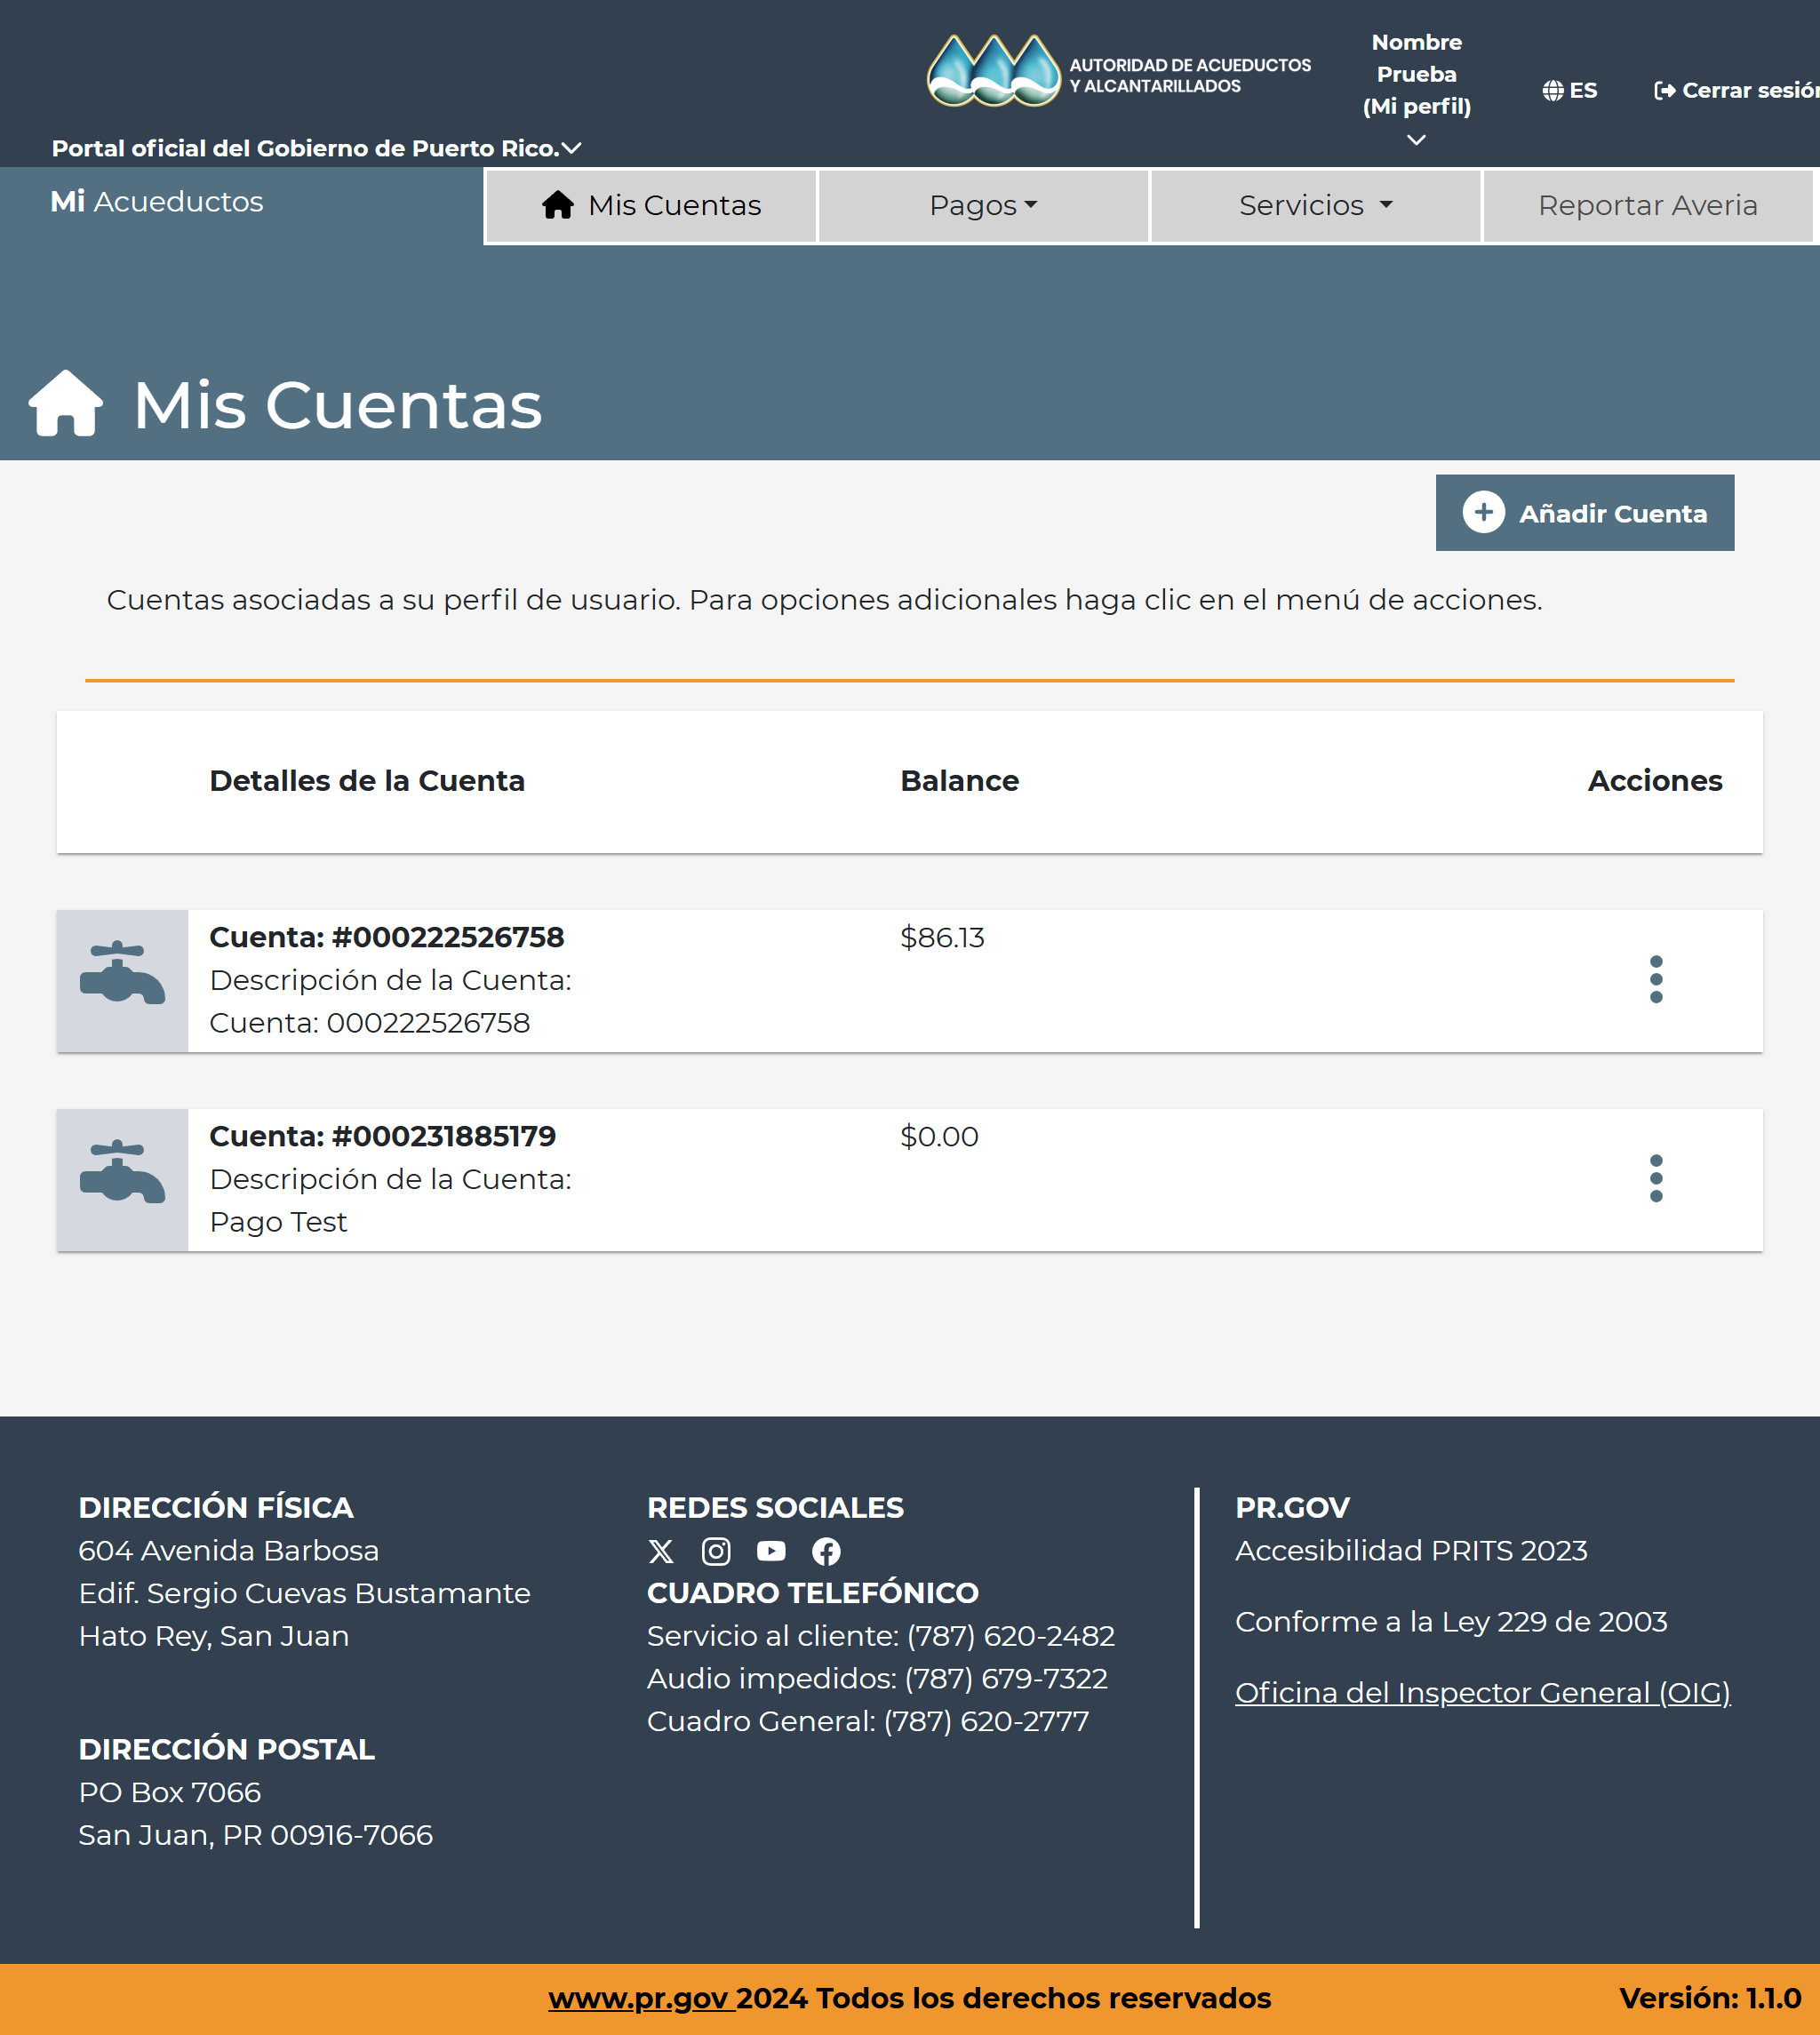 AUTORIDAD DE ACUEDUCTOS
Y ALCANTARILLADOS
Nombre
Prueba
(Mi perfil)
ES
Cerrar sesión
Portal oficial del Gobierno de Puerto Rico.
Mi Acueductos
Mis Cuentas
Pagos
Servicios
Reportar Averia
Mis Cuentas
Añadir Cuenta
Cuentas asociadas a su perfil de usuario. Para opciones adicionales haga clic en el menú de acciones.
Detalles de la Cuenta Balance Acciones
Cuenta: #000222526758 $86.13
Descripción de la Cuenta:
Cuenta: 000222526758
Cuenta: #000231885179 $0.00
Descripción de la Cuenta:
Pago Test
DIRECCIÓN FÍSICA
604 Avenida Barbosa
Edif. Sergio Cuevas Bustamante
Hato Rey, San Juan
DIRECCIÓN POSTAL
PO Box 7066
San Juan, PR 00916-7066
REDES SOCIALES
CUADRO TELEFÓNICO
Servicio al cliente: (787) 620-2482
Audio impedidos: (787) 679-7322
Cuadro General: (787) 620-2777
PR.GOV
Accesibilidad PRITS 2023
Conforme a la Ley 229 de 2003
Oficina del Inspector General (OIG)
www.pr.gov 2024 Todos los derechos reservados
Versión: 1.1.0